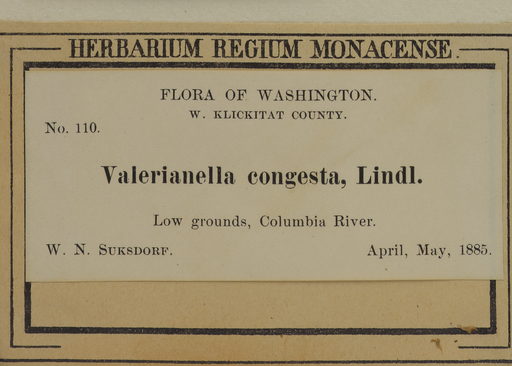 HERBARIUM REGIUM MONACENSE.
FLORA OF WASHINGTON.
W. KLICKITAT COUNTY.
No. 110.
Valerianella congesta, Lindl.
Low grounds, Columbia River.
W. N. SUKSDORF. April, May, 1885.